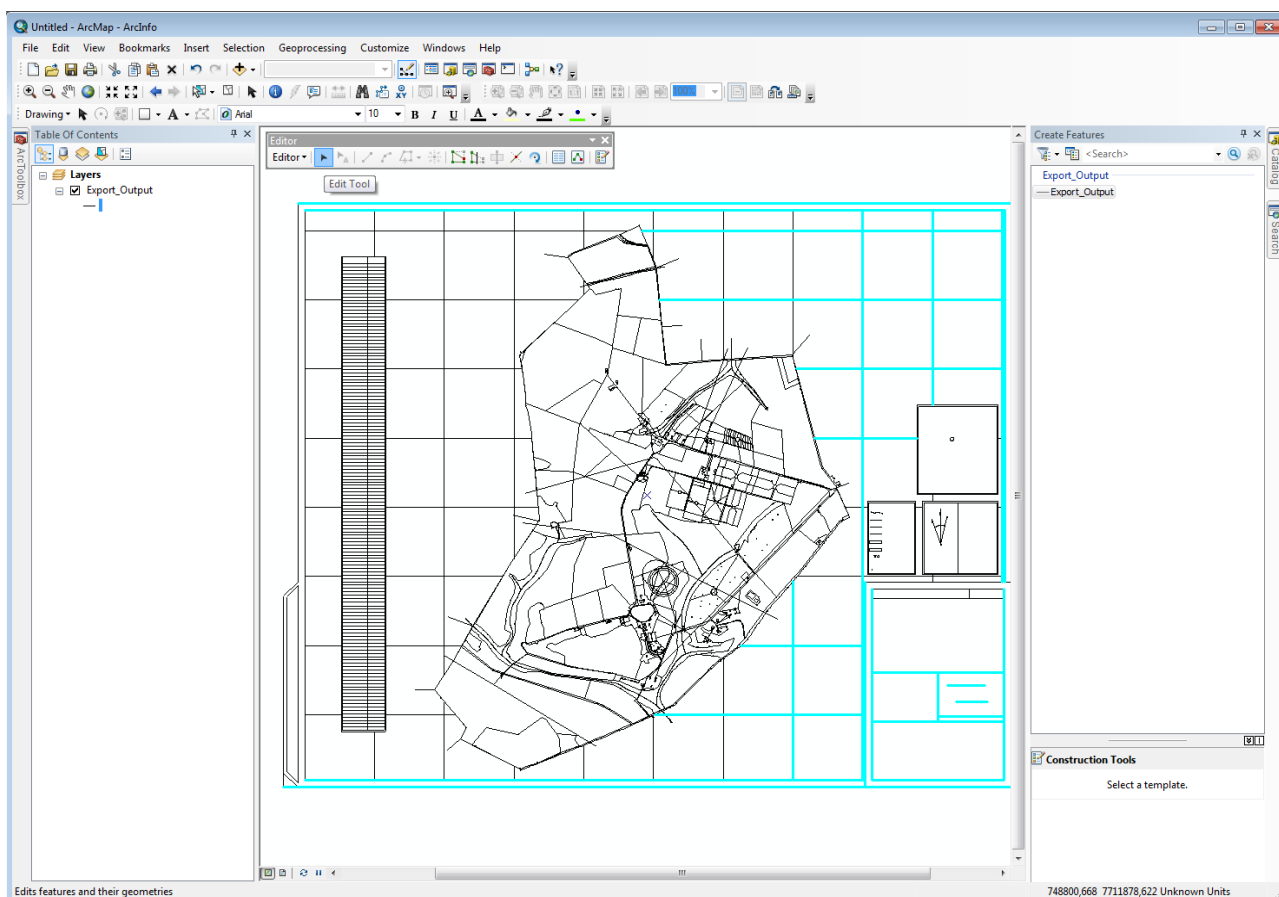 Untitled - ArcMap - ArcInfo
File Edit View Bookmarks Insert Selection Geoprocessing Customize Windows Help
100%
Drawing
Arial
10
B I U A
Table Of Contents
Layers
Export_Output
ArcToolbox
Editor
Editor
Edit Tool
Create Features
<Search>
Export_Output
Export_Output
Construction Tools
Select a template.
Catalog
Search
Edits features and their geometries
748800,668 7711878,622 Unknown Units